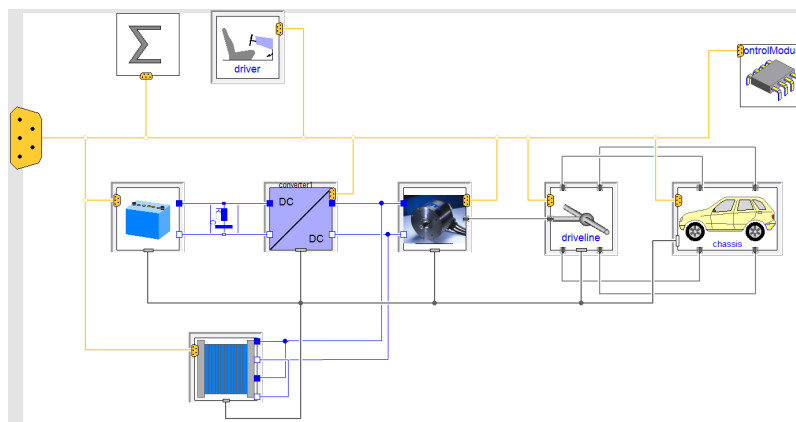 Σ
driver
ontrolModu
converter1
DC
DC
driveline
chassis